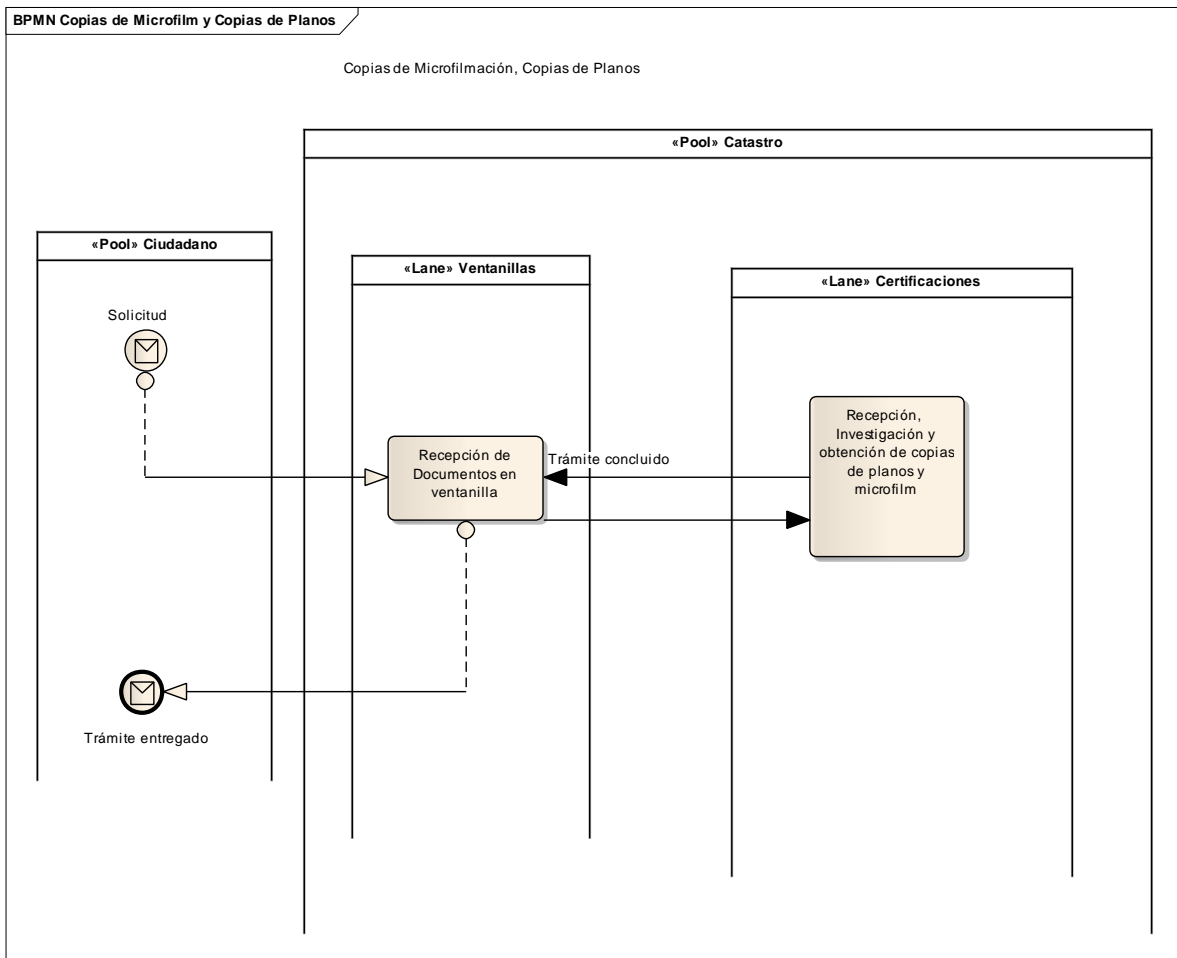 BPMN Copias de Microfilm y Copias de Planos
Copias de Microfilmación, Copias de Planos
«Pool» Catastro
«Pool» Ciudadano
«Lane» Ventanillas
«Lane» Certificaciones
Solicitud
Recepción de
Documentos en
ventanilla
Trámite concluido
Recepción,
Investigación y
obtención de copias
de planos y
microfilm
Trámite entregado